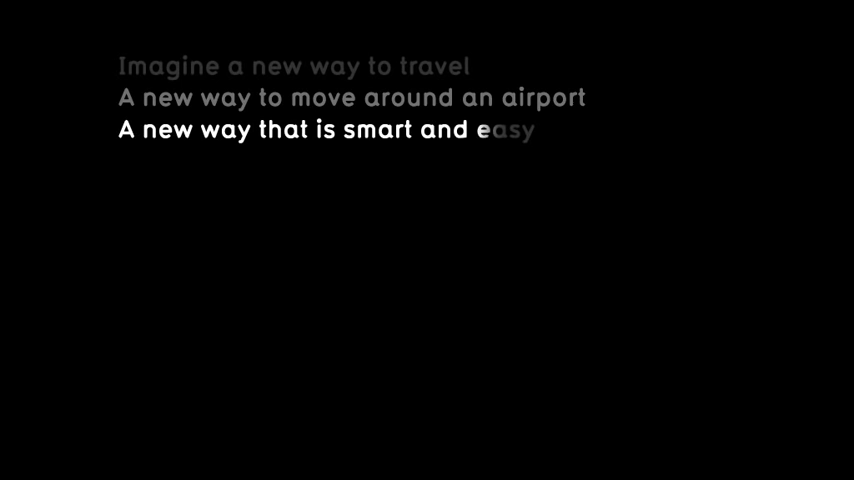 Imagine a new way to travel
A new way to move around an airport
A new way that is smart and easy